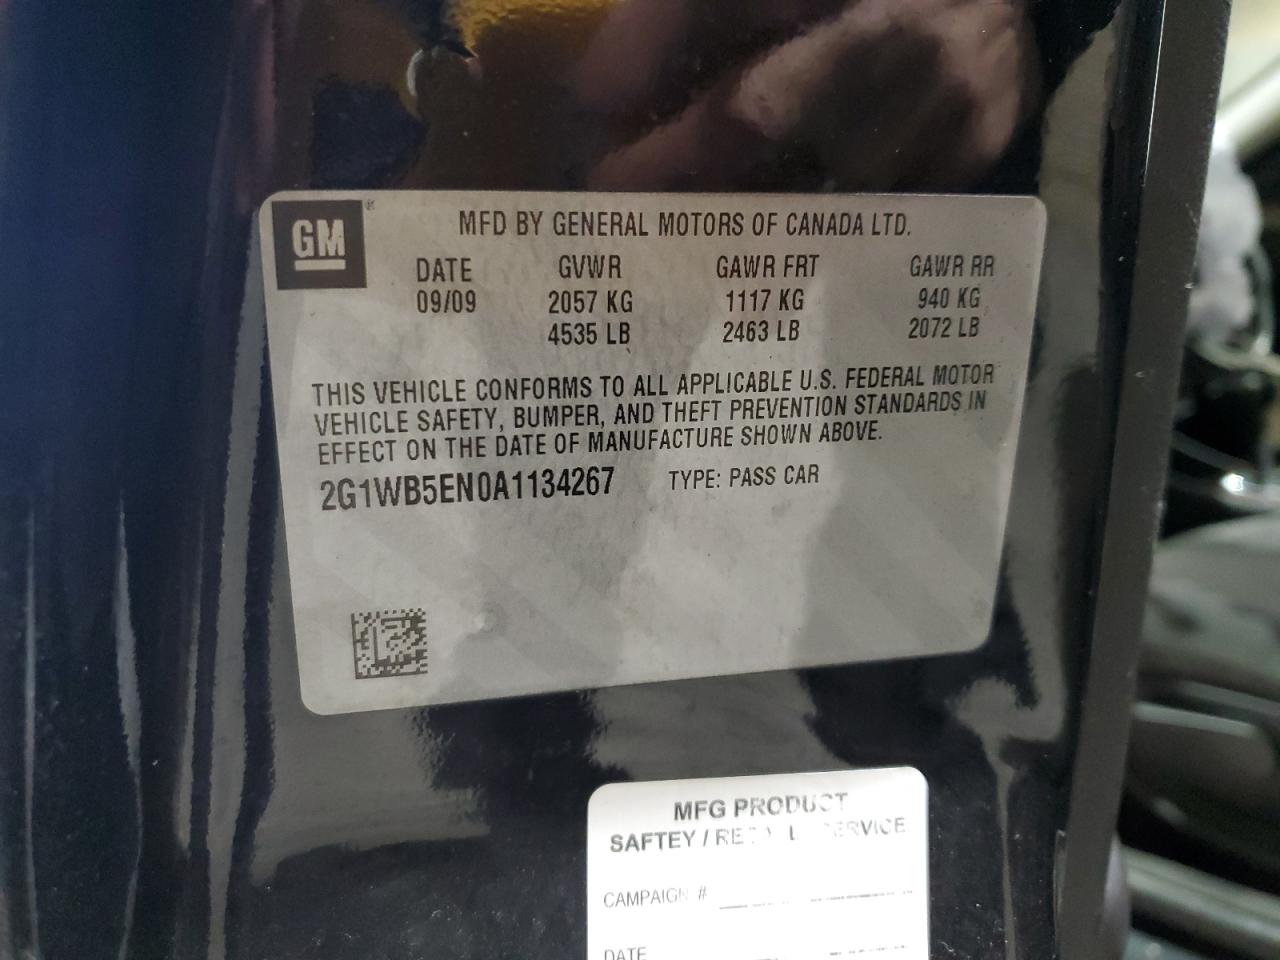 GM
MFD BY GENERAL MOTORS OF CANADA LTD.
DATE GVWR GAWR FRT GAWR RR
09/09 2057 KG 1117 KG 940 KG
4535 LB 2463 LB 2072 LB
THIS VEHICLE CONFORMS TO ALL APPLICABLE U.S. FEDERAL MOTOR
VEHICLE SAFETY, BUMPER, AND THEFT PREVENTION STANDARDS IN
EFFECT ON THE DATE OF MANUFACTURE SHOWN ABOVE.
2G1WB5EN0A1134267 TYPE: PASS CAR
MFG PRODUCT
SAFTEY /
CAMPAIGN #
DATE